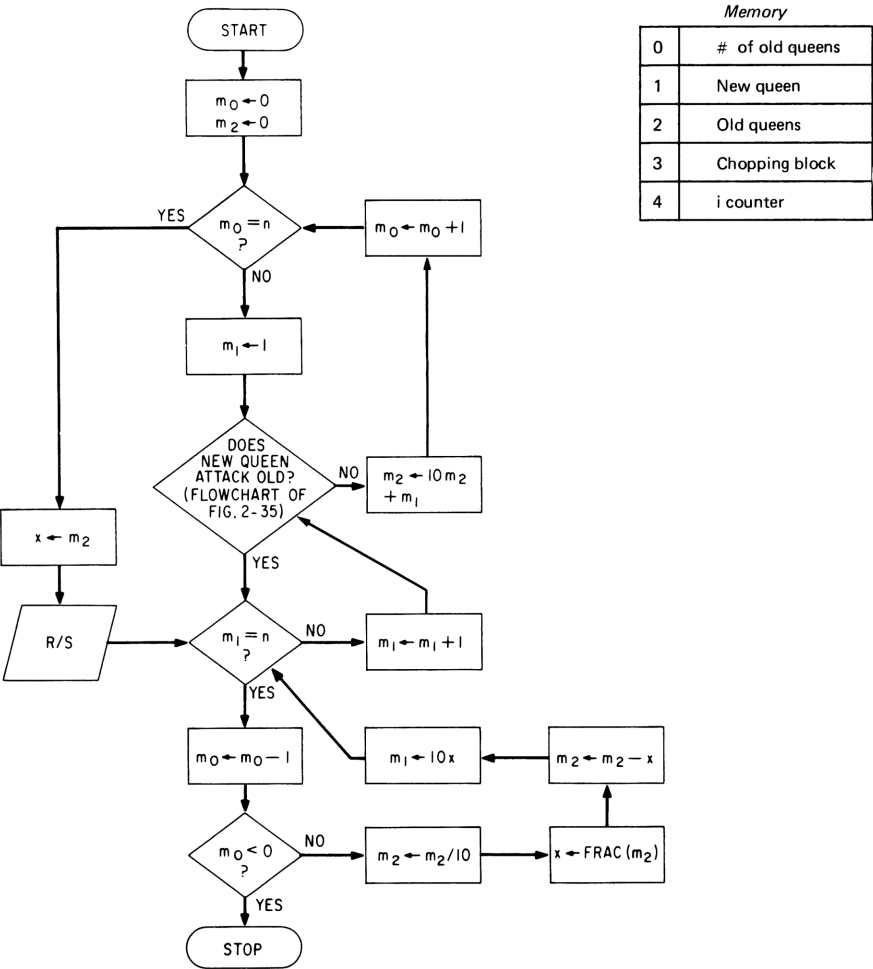 START
m₀ ← 0
m₂ ← 0
m₀ = n
?
YES
NO
m₀ ← m₀ + 1
m₁ ← 1
DOES
NEW QUEEN
ATTACK OLD?
(FLOWCHART OF
FIG. 2-35)
NO
YES
m₂ ← 10 m₂
+ m₁
x ← m₂
R/S
m₁ = n
?
NO
YES
m₁ ← m₁ + 1
m₀ ← m₀ − 1
m₁ ← 10x
m₂ ← m₂ − x
m₀ < 0
?
NO
YES
m₂ ← m₂/10
x ← FRAC (m₂)
STOP
Memory
0 # of old queens
1 New queen
2 Old queens
3 Chopping block
4 i counter